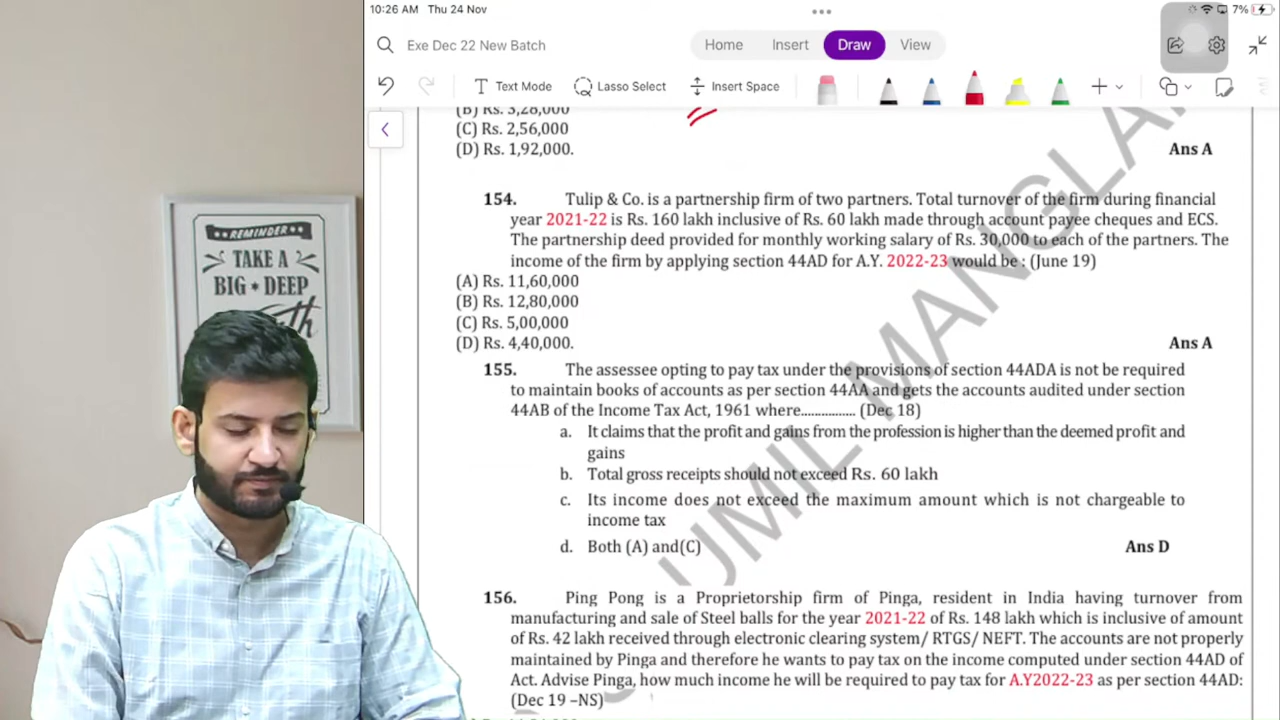 10:26 AM Thu 24 Nov
7%
Exe Dec 22 New Batch
Home Insert Draw View
Text Mode Lasso Select Insert Space
(B) Rs. 3,28,000
(C) Rs. 2,56,000
(D) Rs. 1,92,000. Ans A
154. Tulip & Co. is a partnership firm of two partners. Total turnover of the firm during financial
year 2021-22 is Rs. 160 lakh inclusive of Rs. 60 lakh made through account payee cheques and ECS.
The partnership deed provided for monthly working salary of Rs. 30,000 to each of the partners. The
income of the firm by applying section 44AD for A.Y. 2022-23 would be : (June 19)
(A) Rs. 11,60,000
(B) Rs. 12,80,000
(C) Rs. 5,00,000
(D) Rs. 4,40,000. Ans A
155. The assessee opting to pay tax under the provisions of section 44ADA is not be required
to maintain books of accounts as per section 44AA and gets the accounts audited under section
44AB of the Income Tax Act, 1961 where............... (Dec 18)
a. It claims that the profit and gains from the profession is higher than the deemed profit and
gains
b. Total gross receipts should not exceed Rs. 60 lakh
c. Its income does not exceed the maximum amount which is not chargeable to
income tax
d. Both (A) and(C) Ans D
156. Ping Pong is a Proprietorship firm of Pinga, resident in India having turnover from
manufacturing and sale of Steel balls for the year 2021-22 of Rs. 148 lakh which is inclusive of amount
of Rs. 42 lakh received through electronic clearing system/ RTGS/ NEFT. The accounts are not properly
maintained by Pinga and therefore he wants to pay tax on the income computed under section 44AD of
Act. Advise Pinga, how much income he will be required to pay tax for A.Y2022-23 as per section 44AD:
(Dec 19 –NS)
REMINDER
TAKE A
BIG DEEP